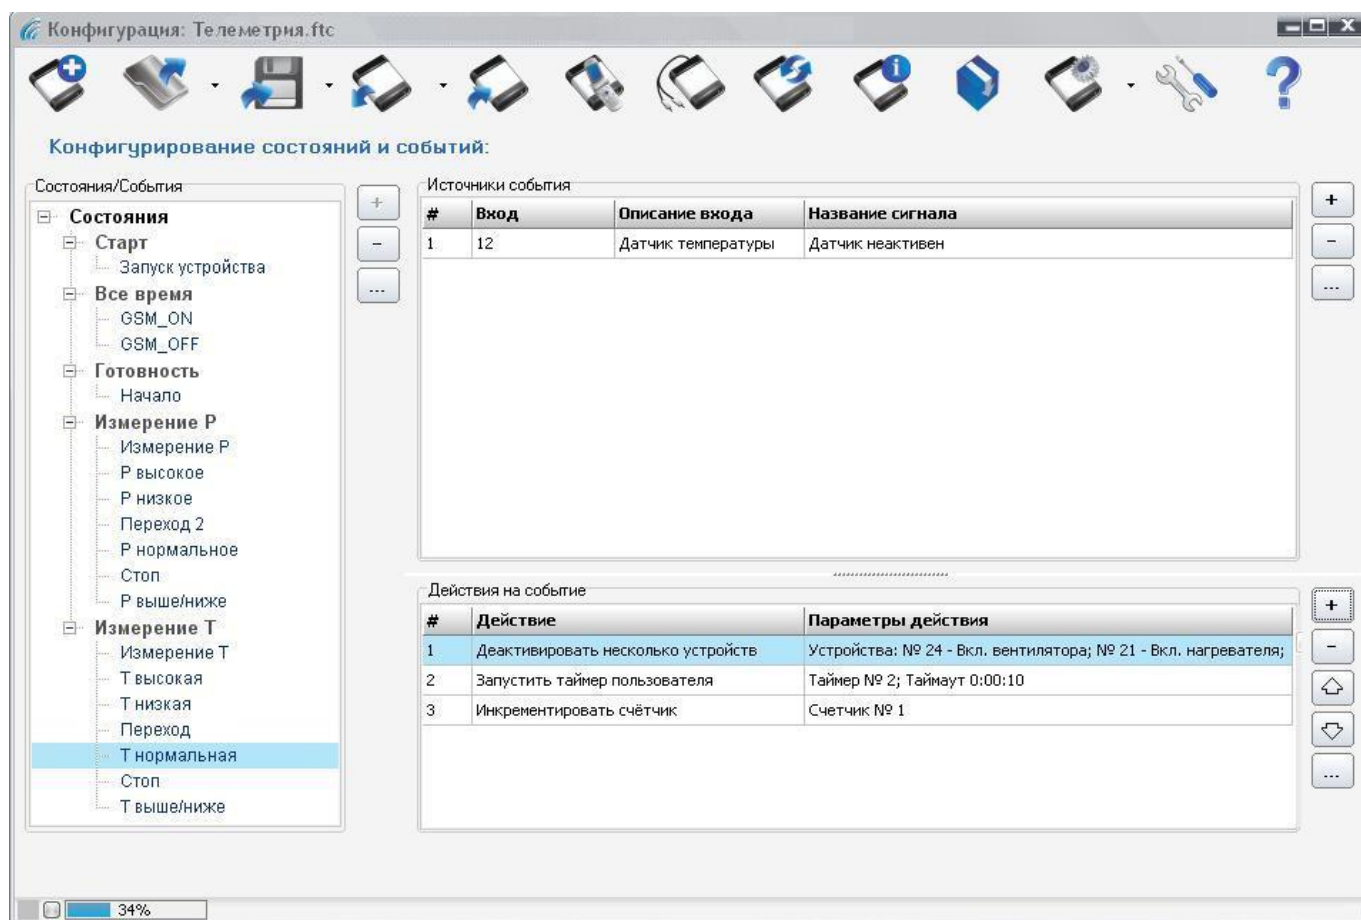 Конфигурация: Телеметрия.ftc
Конфигурирование состояний и событий:
Состояния/События
Состояния
Старт
Запуск устройства
Все время
GSM_ON
GSM_OFF
Готовность
Начало
Измерение P
Измерение P
P высокое
P низкое
Переход 2
P нормальное
Стоп
P выше/ниже
Измерение T
Измерение T
T высокая
T низкая
Переход
T нормальная
Стоп
T выше/ниже
+
-
...
Источники события
# Вход Описание входа Название сигнала
1 12 Датчик температуры Датчик неактивен
+
-
...
Действия на событие
# Действие Параметры действия
1 Деактивировать несколько устройств Устройства: № 24 - Вкл. вентилятора; № 21 - Вкл. нагревателя;
2 Запустить таймер пользователя Таймер № 2; Таймаут 0:00:10
3 Инкрементировать счётчик Счетчик № 1
+
-
...
34%